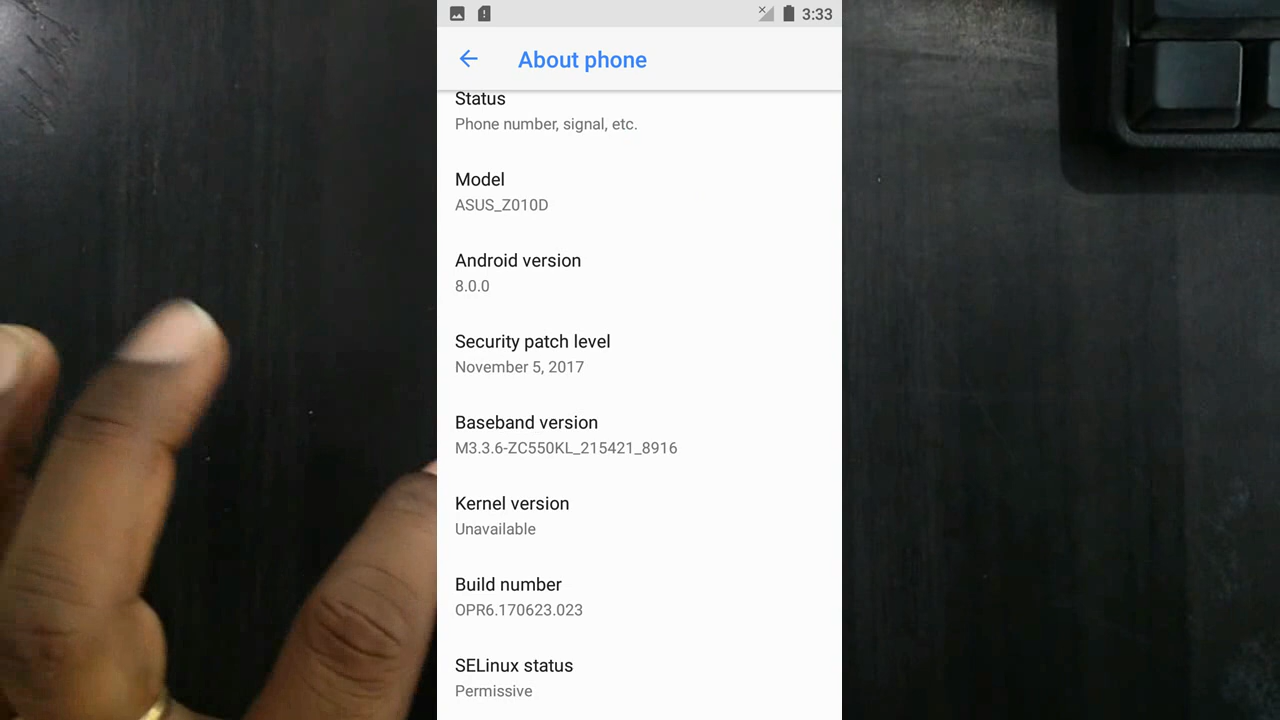 3:33
About phone
Status
Phone number, signal, etc.
Model
ASUS_Z010D
Android version
8.0.0
Security patch level
November 5, 2017
Baseband version
M3.3.6-ZC550KL_215421_8916
Kernel version
Unavailable
Build number
OPR6.170623.023
SELinux status
Permissive